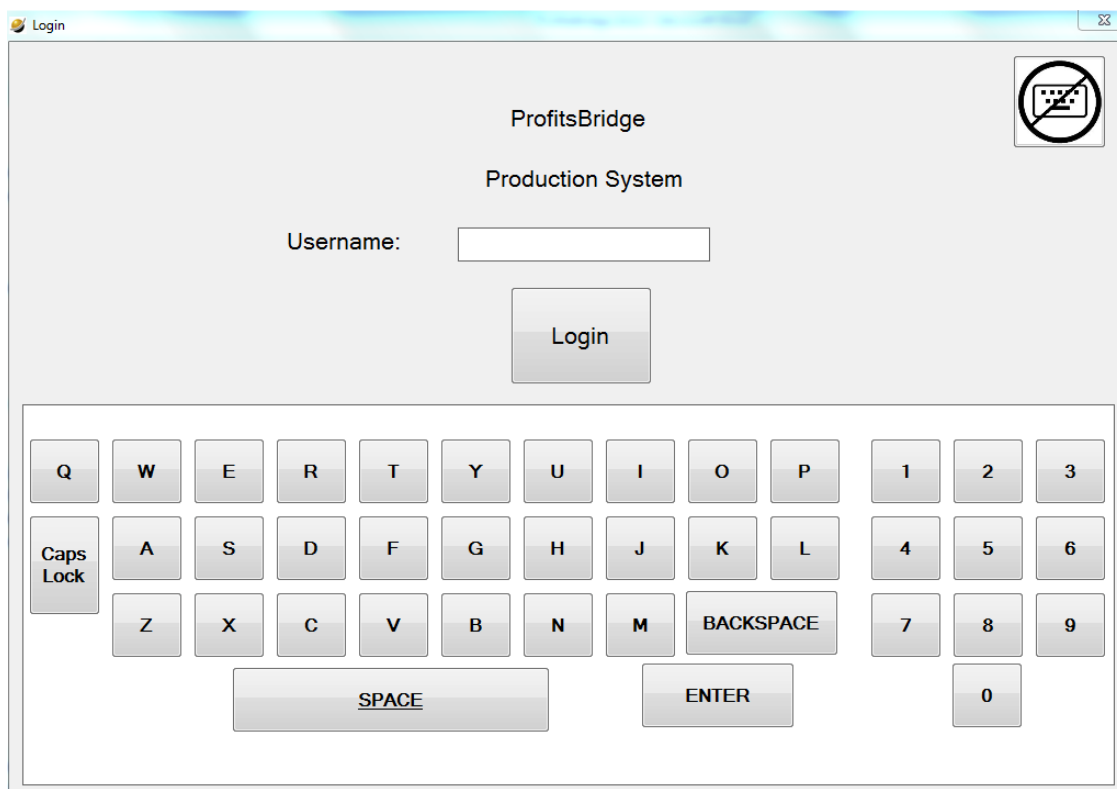 Login
ProfitsBridge
Production System
Username:
Login
Q W E R T Y U I O P 1 2 3
Caps Lock A S D F G H J K L 4 5 6
Z X C V B N M BACKSPACE 7 8 9
SPACE ENTER 0